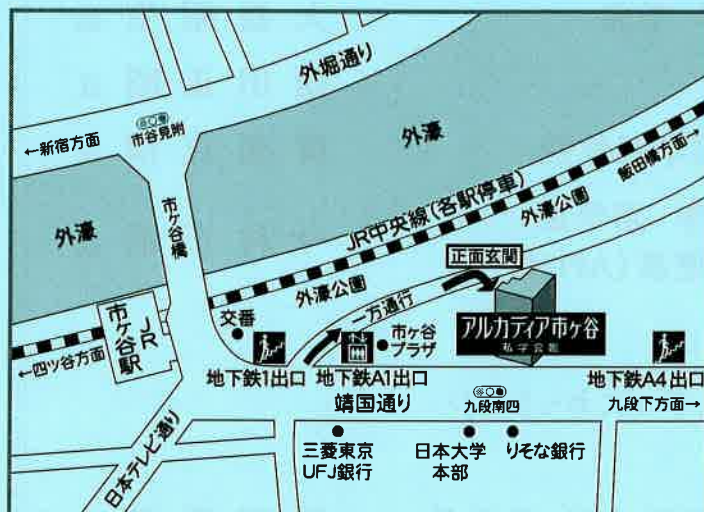 外堀通り
←新宿方面
市谷見附
外濠
飯田橋方面→
市ヶ谷橋
外濠
JR中央線(各駅停車)
外濠公園
正面玄関
外濠公園
一方通行
アルカディア市ヶ谷
私学会館
JR
市ヶ谷駅
交番
市ヶ谷
プラザ
←四ツ谷方面
地下鉄1出口
地下鉄A1出口
地下鉄A4出口
靖国通り
九段南四
九段下方面→
日本テレビ通り
三菱東京
UFJ銀行
日本大学
本部
りそな銀行